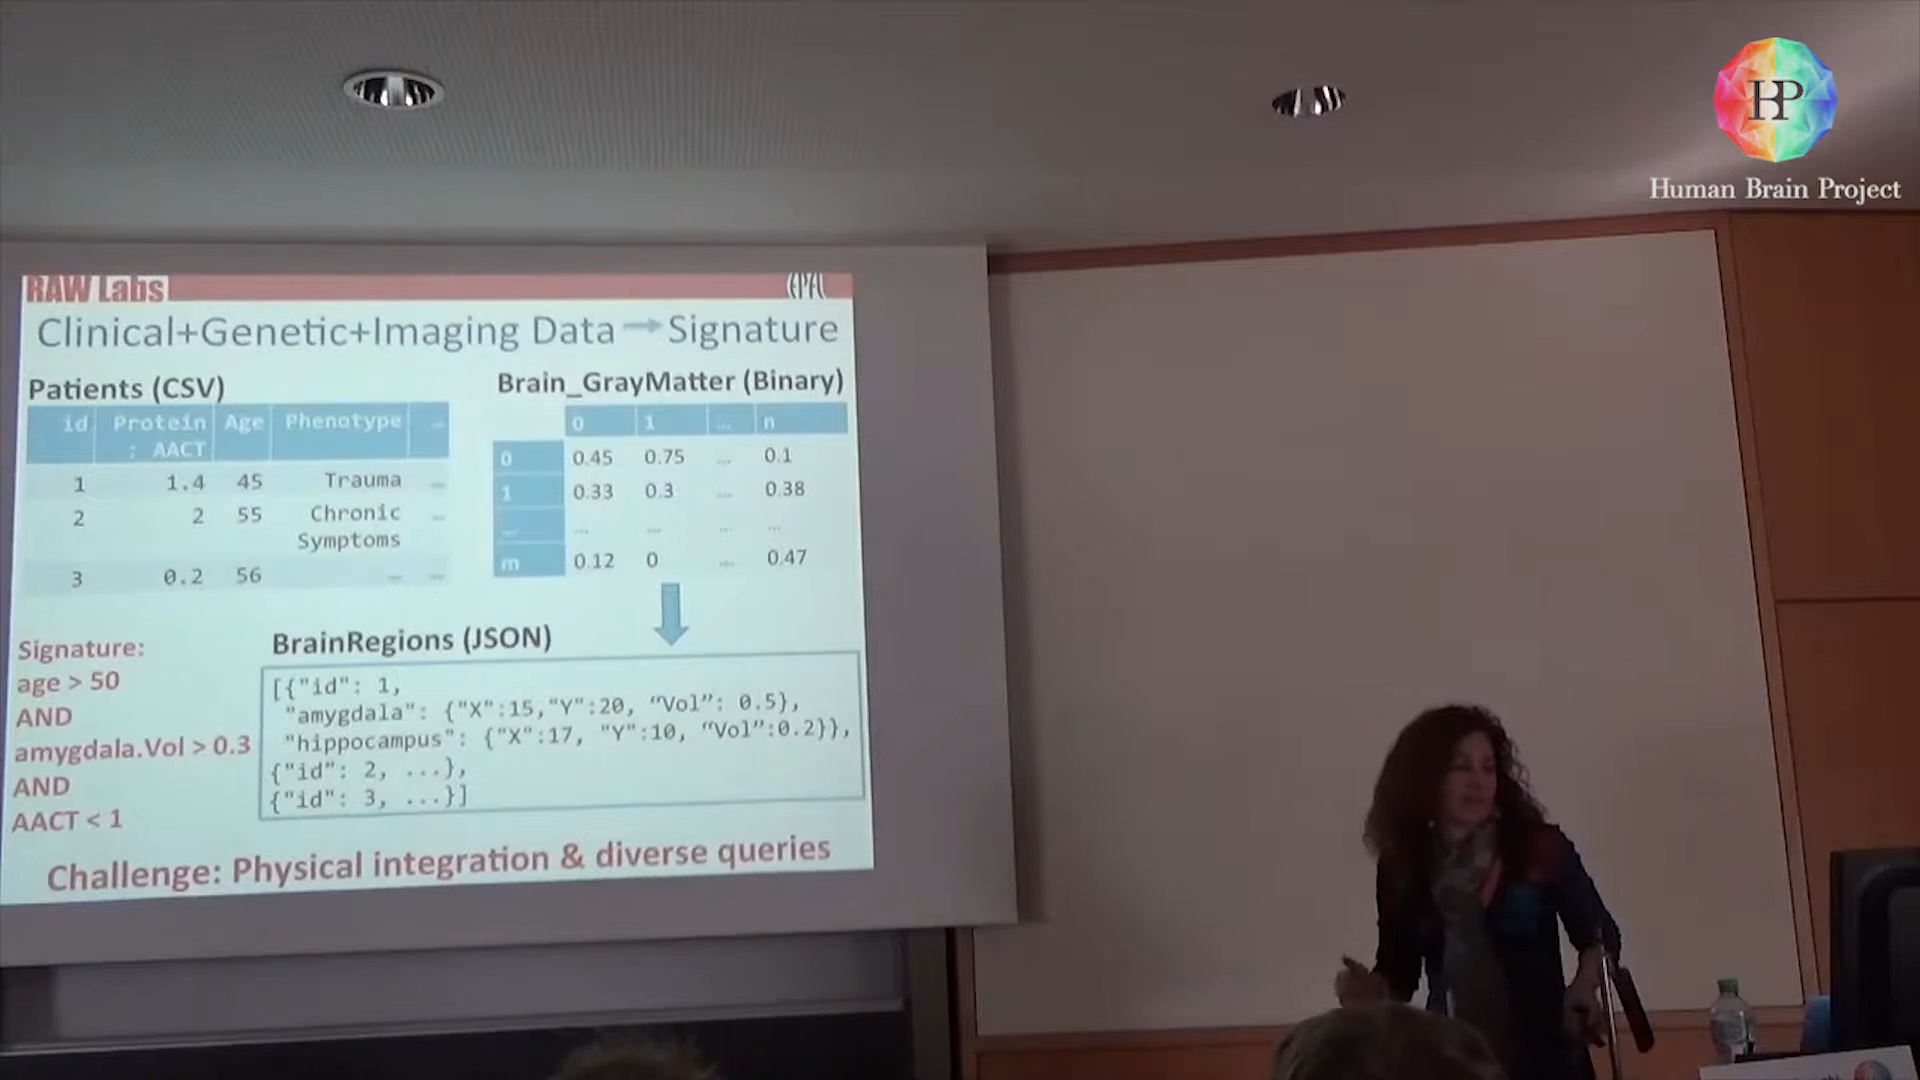 HP
Human Brain Project
RAW Labs
EPFL
Clinical+Genetic+Imaging Data → Signature
Patients (CSV)
id Protein : AACT Age Phenotype …
1 1.4 45 Trauma …
2 2 55 Chronic Symptoms …
3 0.2 56 … …
Brain_GrayMatter (Binary)
0 1 … n
0 0.45 0.75 … 0.1
1 0.33 0.3 … 0.38
… … … … …
m 0.12 0 … 0.47
Signature:
age > 50
AND
amygdala.Vol > 0.3
AND
AACT < 1
BrainRegions (JSON)
[{"id": 1,
"amygdala": {"X":15,"Y":20, “Vol”: 0.5},
"hippocampus": {"X":17, "Y":10, “Vol”:0.2}},
{"id": 2, ...},
{"id": 3, ...}]
Challenge: Physical integration & diverse queries